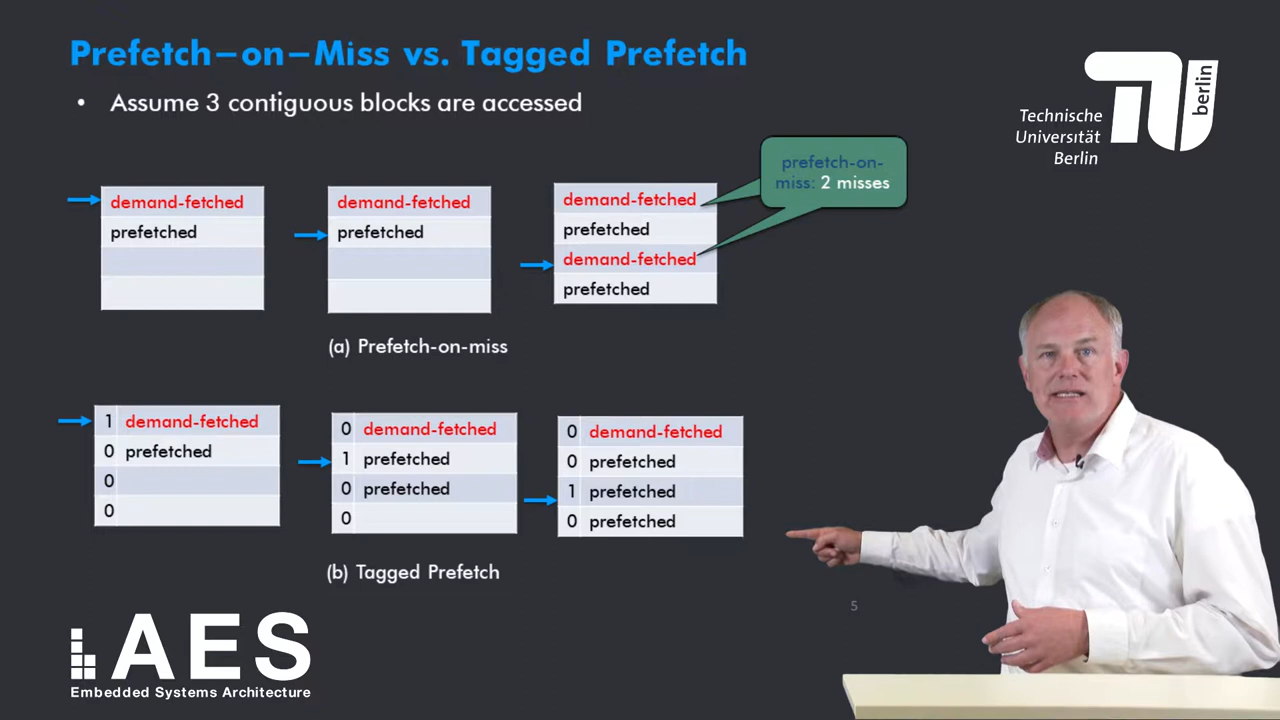 Prefetch–on–Miss vs. Tagged Prefetch
• Assume 3 contiguous blocks are accessed
Technische
Universität
Berlin
berlin
prefetch-on-
miss: 2 misses
demand-fetched
prefetched
demand-fetched
prefetched
demand-fetched
prefetched
demand-fetched
prefetched
(a) Prefetch-on-miss
1 demand-fetched
0 prefetched
0
0
0 demand-fetched
1 prefetched
0 prefetched
0
0 demand-fetched
0 prefetched
1 prefetched
0 prefetched
(b) Tagged Prefetch
5
AES
Embedded Systems Architecture